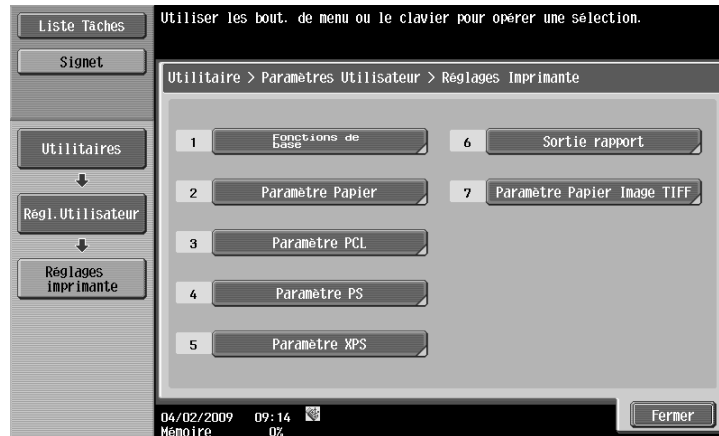 Liste Tâches
Utiliser les bout. de menu ou le clavier pour opérer une sélection.
Signet
Utilitaire > Paramètres Utilisateur > Réglages Imprimante
1 Fonctions de
base
6 Sortie rapport
Utilitaires
2 Paramètre Papier
7 Paramètre Papier Image TIFF
Régl.Utilisateur
3 Paramètre PCL
Réglages
imprimante
4 Paramètre PS
5 Paramètre XPS
04/02/2009 09:14
Mémoire 0%
Fermer